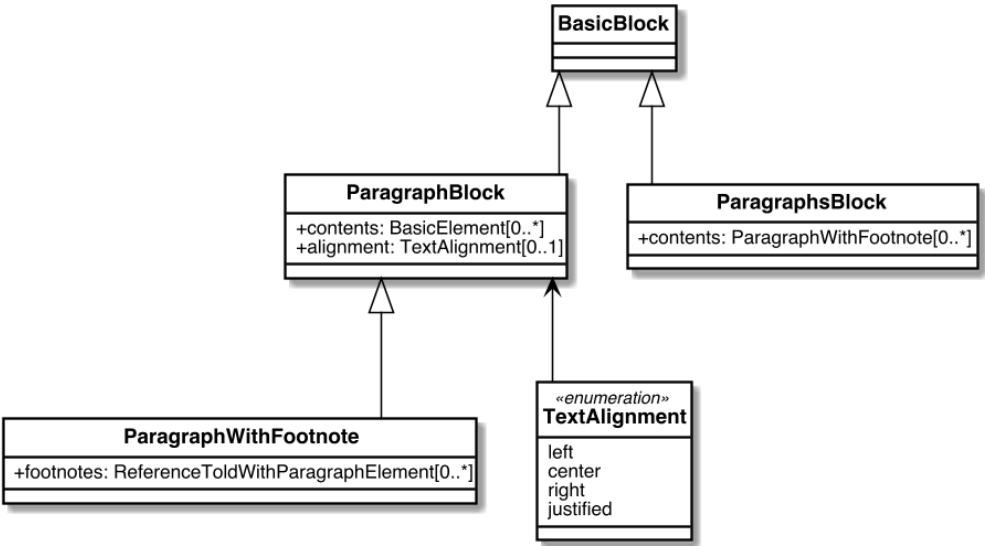 BasicBlock
ParagraphBlock
+contents: BasicElement[0..*]
+alignment: TextAlignment[0..1]
ParagraphsBlock
+contents: ParagraphWithFootnote[0..*]
ParagraphWithFootnote
+footnotes: ReferenceToIdWithParagraphElement[0..*]
«enumeration»
TextAlignment
left
center
right
justified